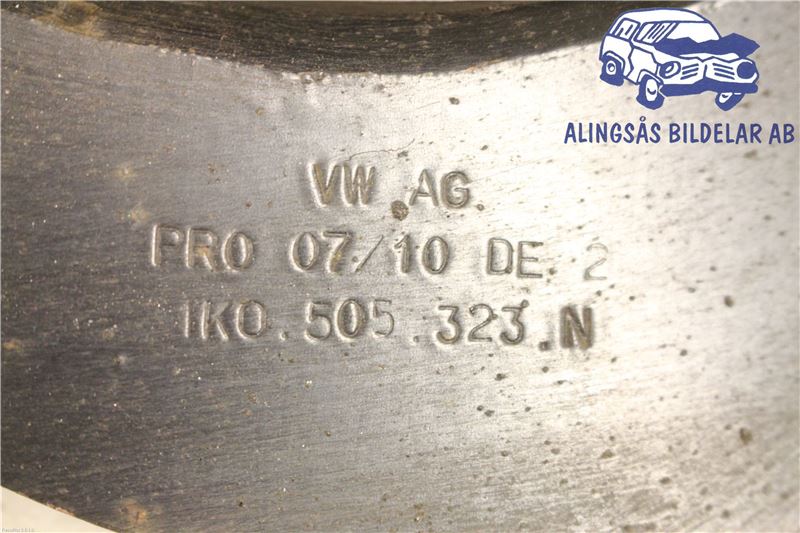 ALINGSÅS BILDELAR AB
VW AG
PRO 07/10 DE 2
1K0.505.323.N